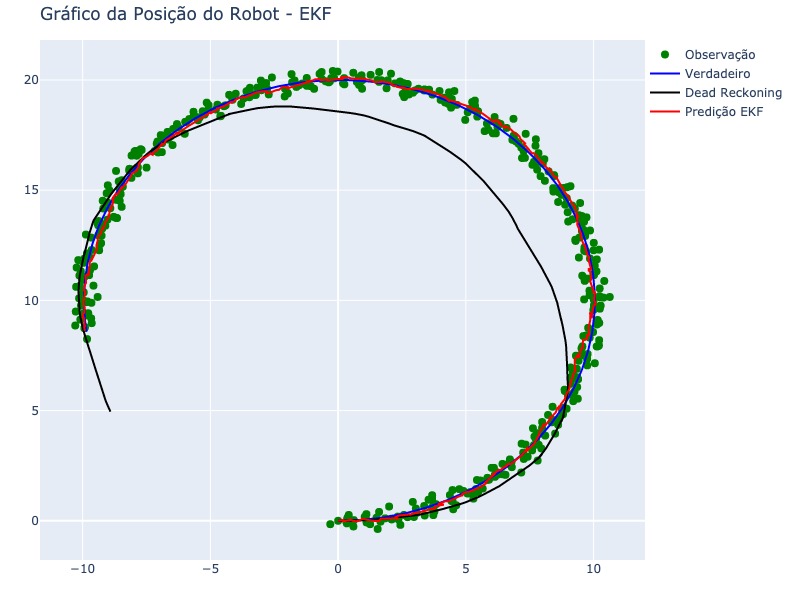 Gráfico da Posição do Robot - EKF
Observação
Verdadeiro
Dead Reckoning
Predição EKF
20
15
10
5
0
−10
−5
0
5
10